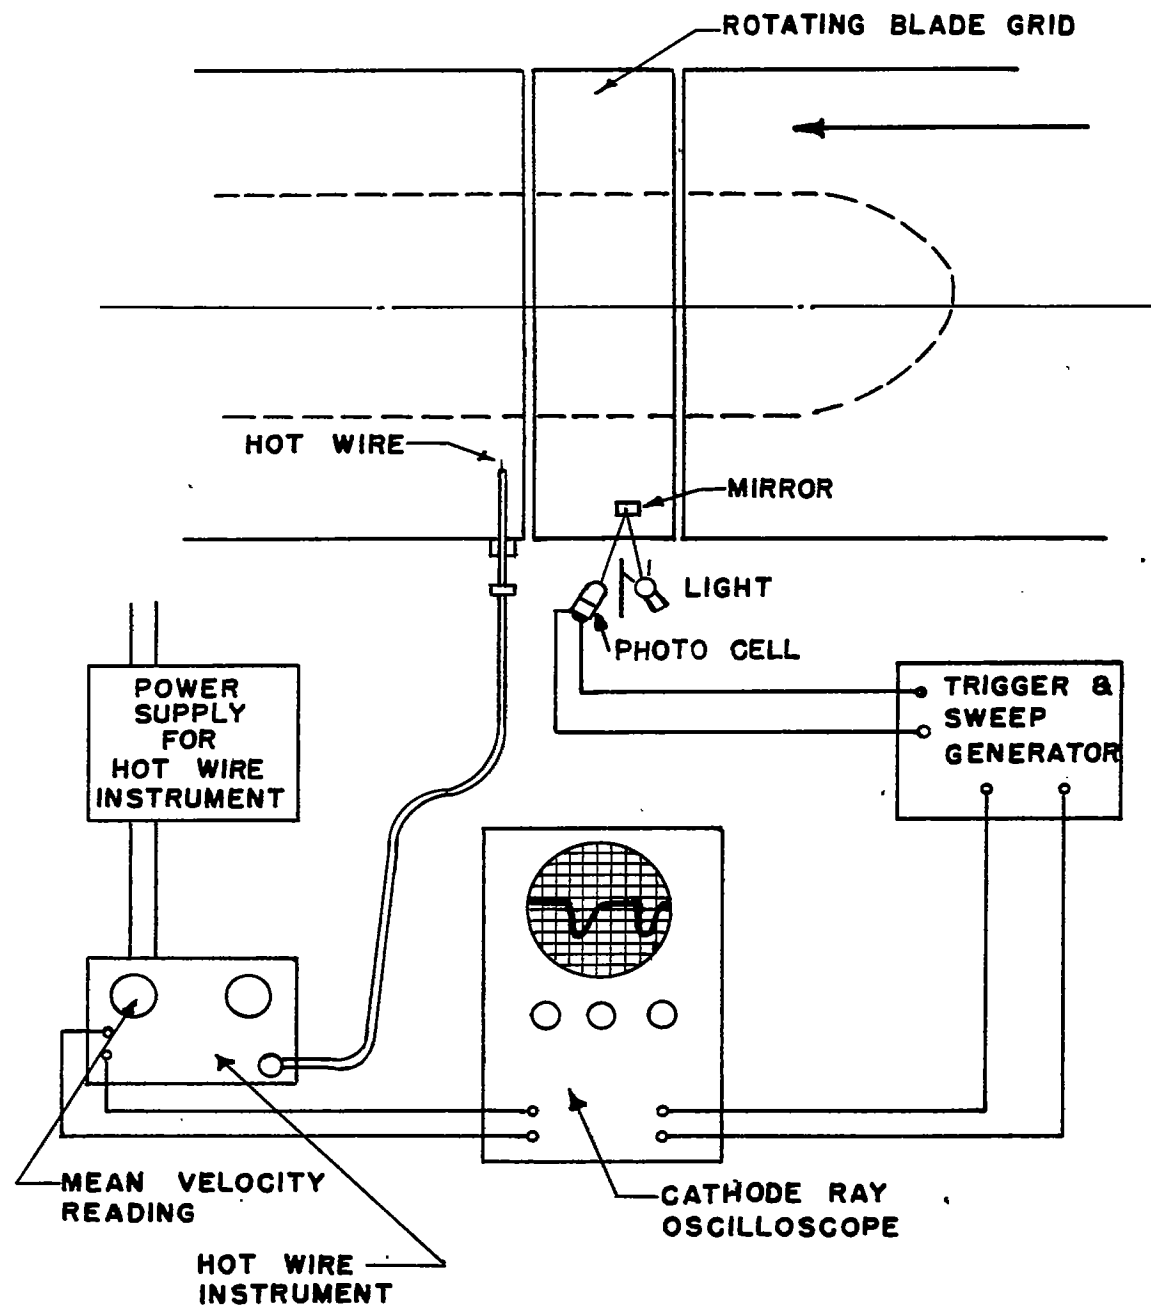 ROTATING BLADE GRID
HOT WIRE
MIRROR
LIGHT
PHOTO CELL
POWER
SUPPLY
FOR
HOT WIRE
INSTRUMENT
TRIGGER &
SWEEP
GENERATOR
MEAN VELOCITY
READING
CATHODE RAY
OSCILLOSCOPE
HOT WIRE
INSTRUMENT